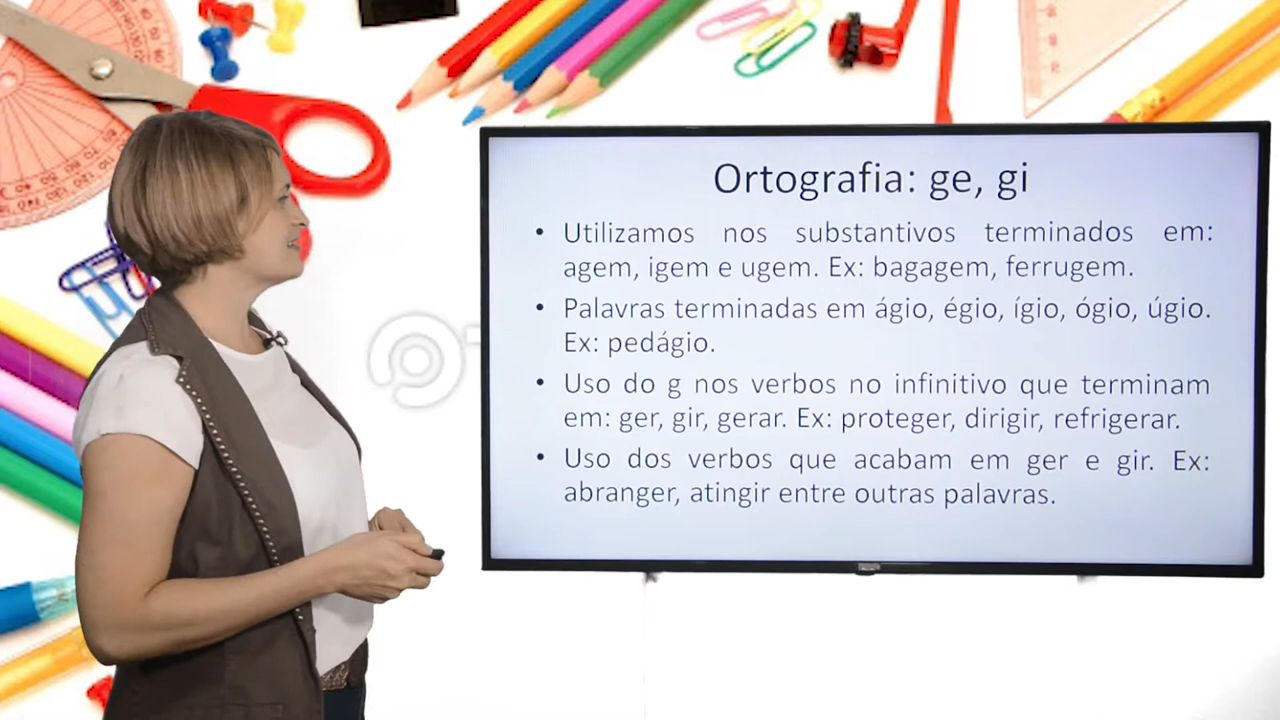 Ortografia: ge, gi
• Utilizamos nos substantivos terminados em:
agem, igem e ugem. Ex: bagagem, ferrugem.
• Palavras terminadas em ágio, égio, ígio, ógio, úgio.
Ex: pedágio.
• Uso do g nos verbos no infinitivo que terminam
em: ger, gir, gerar. Ex: proteger, dirigir, refrigerar.
• Uso dos verbos que acabam em ger e gir. Ex:
abranger, atingir entre outras palavras.